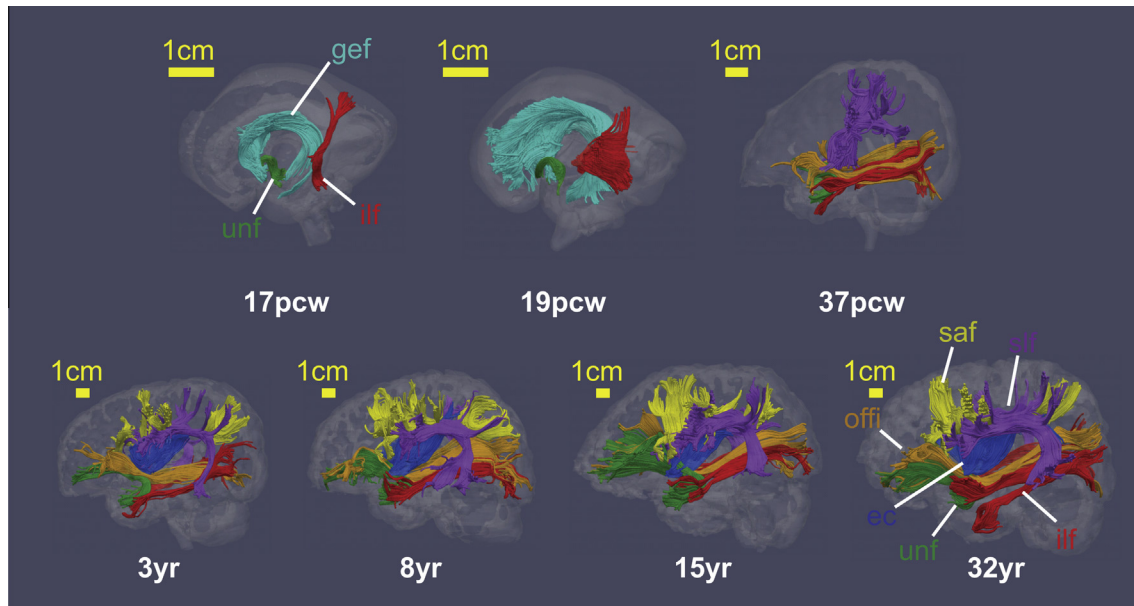 1cm
gef
1cm
1cm
unf
ilf
17pcw
19pcw
37pcw
saf
slf
1cm
1cm
1cm
1cm
offi
ec
unf
ilf
3yr
8yr
15yr
32yr